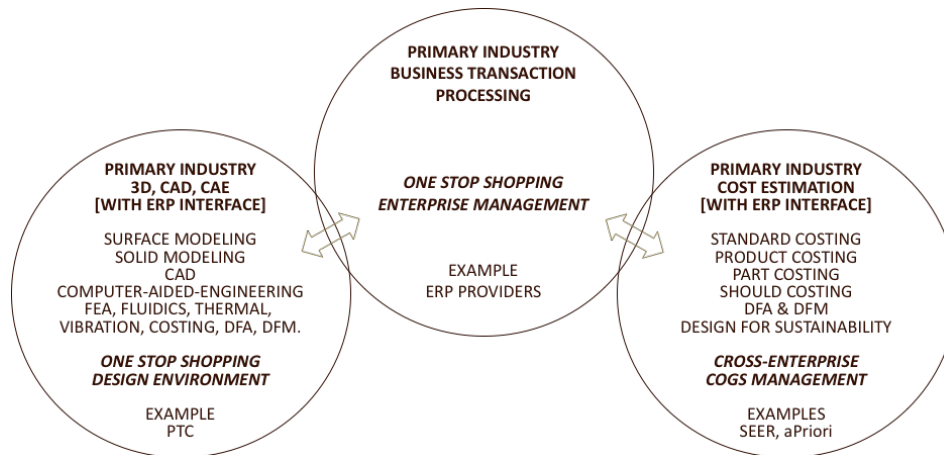 PRIMARY INDUSTRY
BUSINESS TRANSACTION
PROCESSING
ONE STOP SHOPPING
ENTERPRISE MANAGEMENT
EXAMPLE
ERP PROVIDERS
PRIMARY INDUSTRY
3D, CAD, CAE
[WITH ERP INTERFACE]
SURFACE MODELING
SOLID MODELING
CAD
COMPUTER-AIDED-ENGINEERING
FEA, FLUIDICS, THERMAL,
VIBRATION, COSTING, DFA, DFM.
ONE STOP SHOPPING
DESIGN ENVIRONMENT
EXAMPLE
PTC
PRIMARY INDUSTRY
COST ESTIMATION
[WITH ERP INTERFACE]
STANDARD COSTING
PRODUCT COSTING
PART COSTING
SHOULD COSTING
DFA & DFM
DESIGN FOR SUSTAINABILITY
CROSS-ENTERPRISE
COGS MANAGEMENT
EXAMPLES
SEER, aPriori